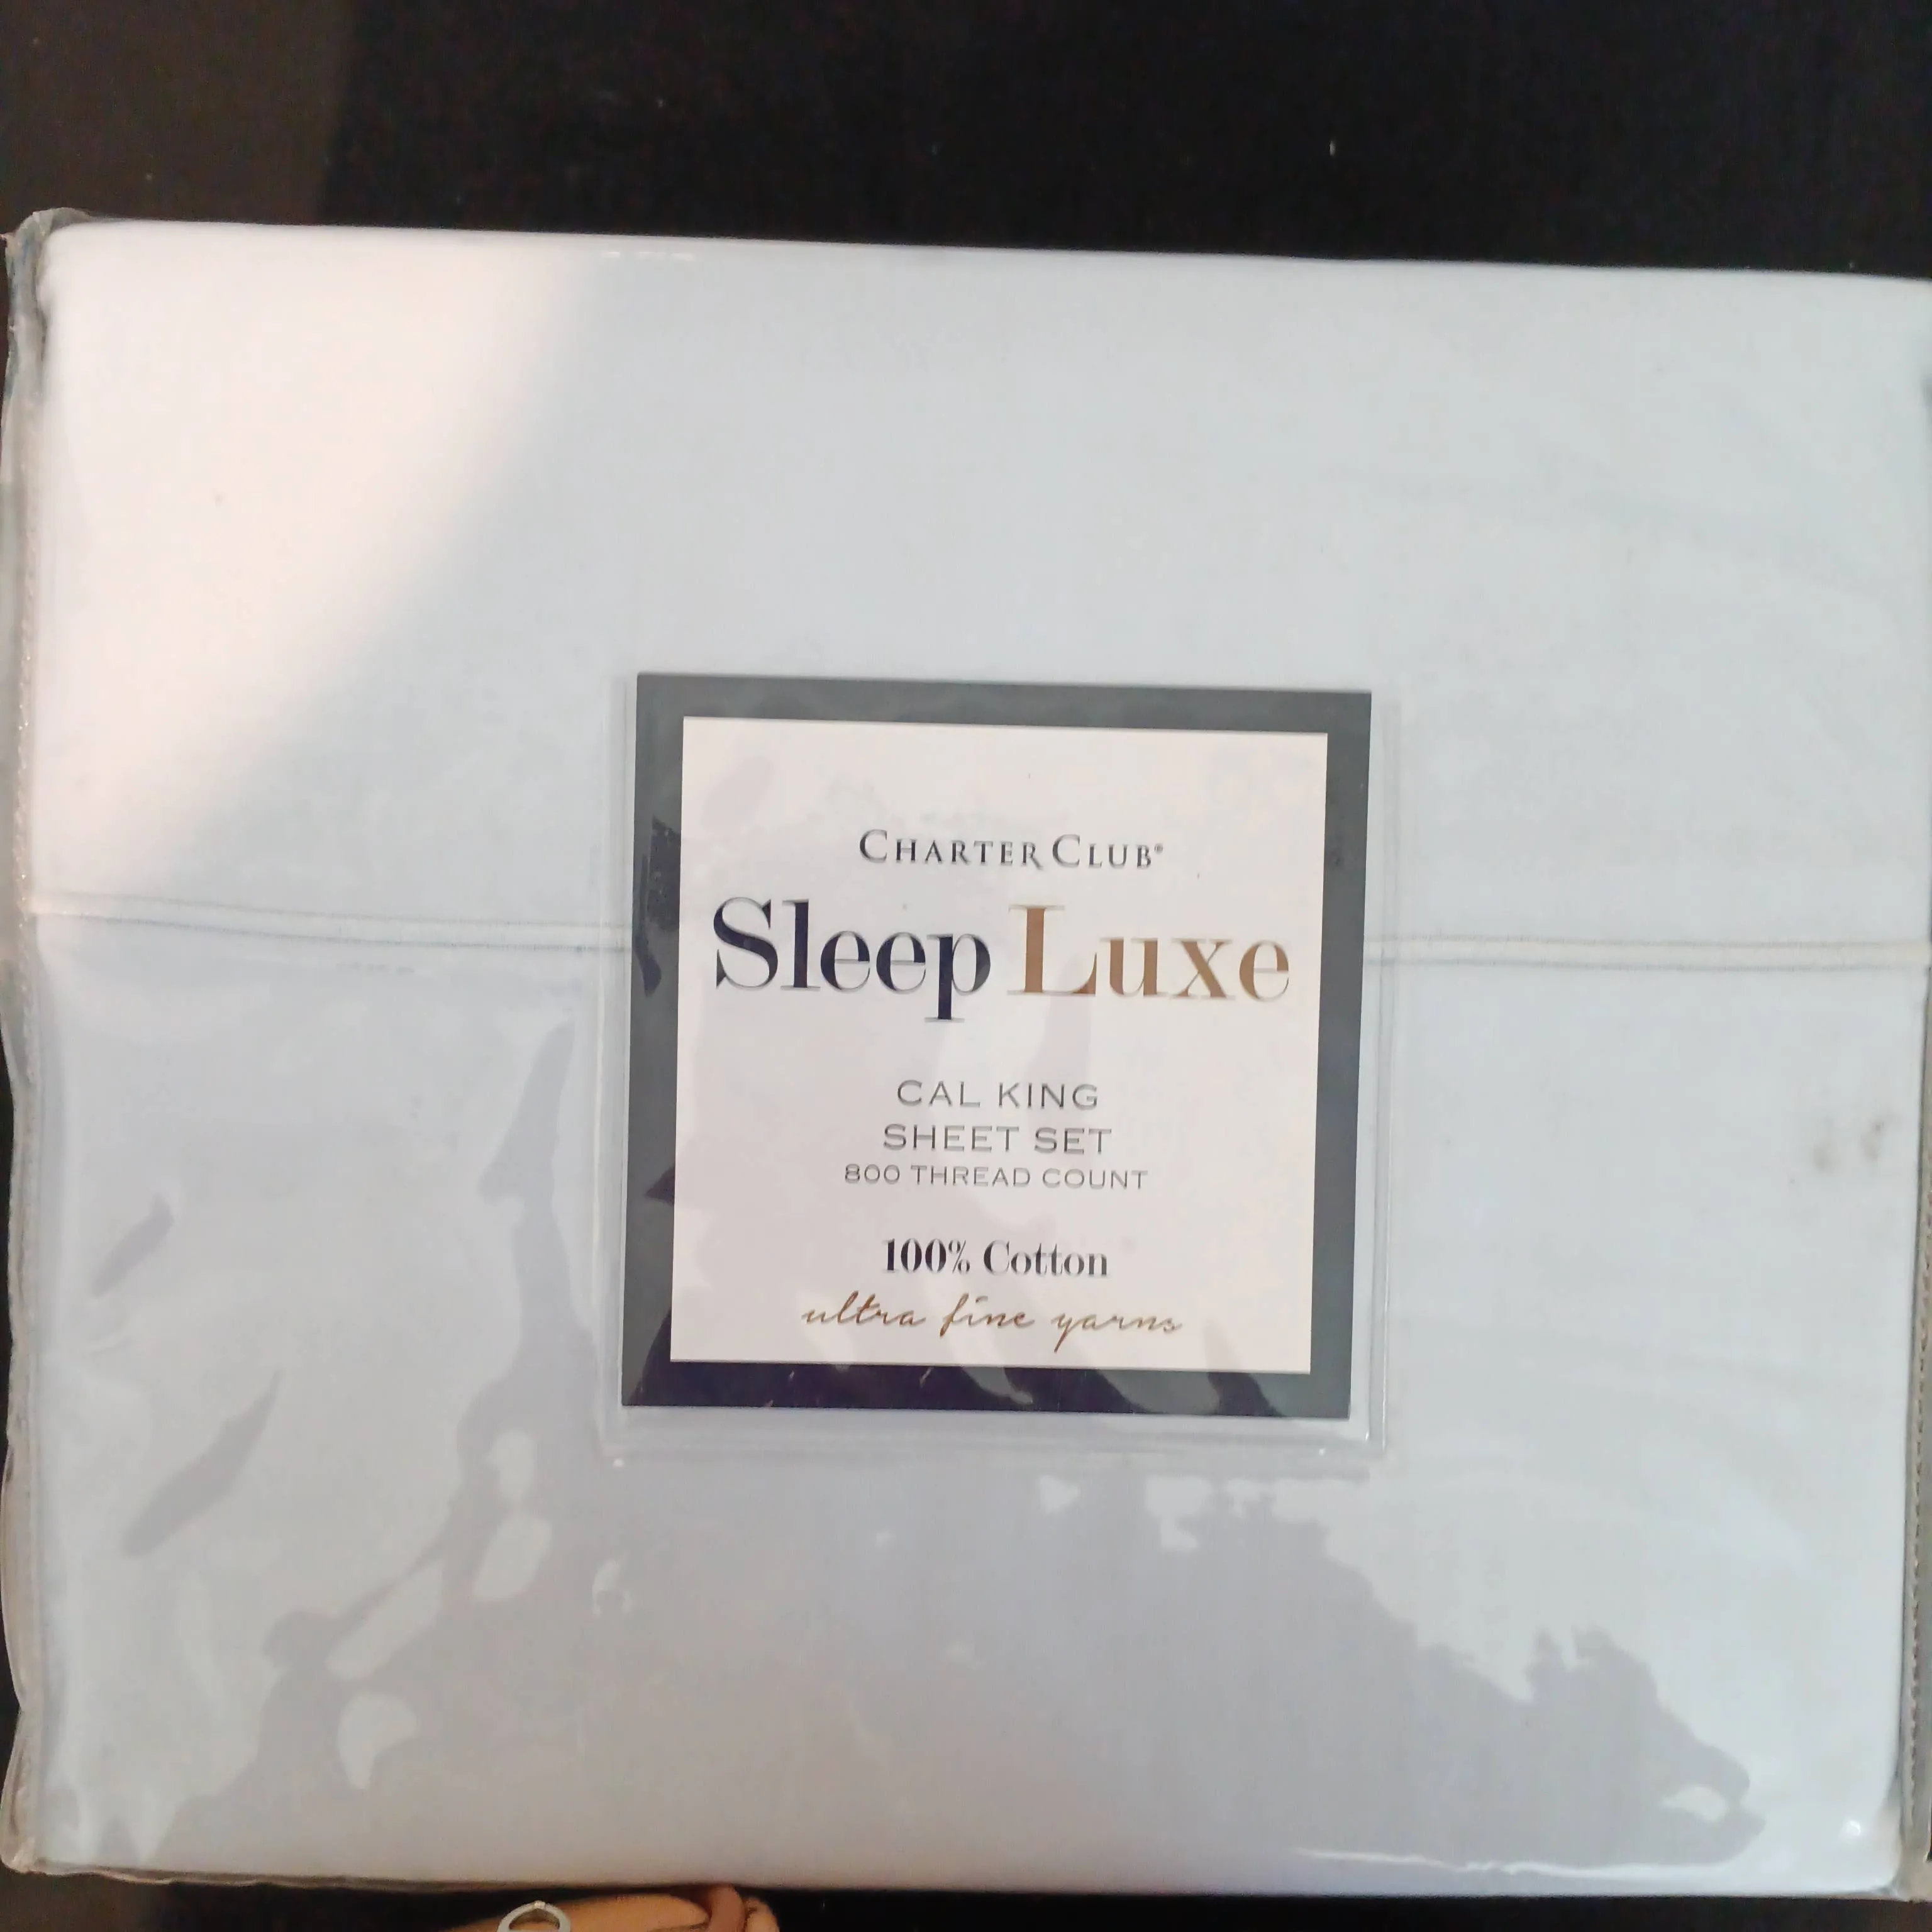 CHARTER CLUB®
Sleep Luxe
CAL KING
SHEET SET
800 THREAD COUNT
100% Cotton
ultra fine yarns